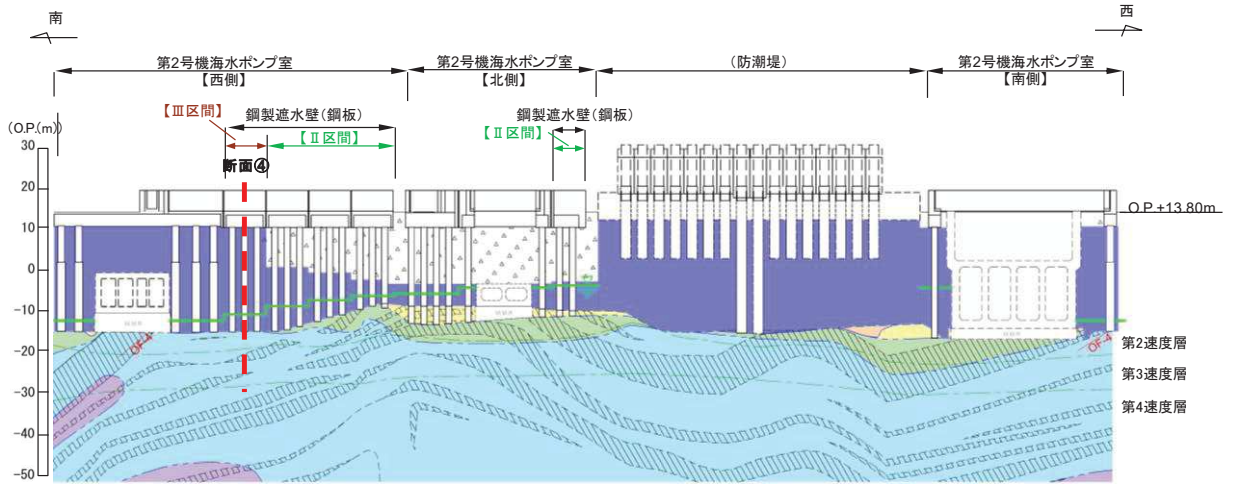 南
西
第2号機海水ポンプ室
【西側】
第2号機海水ポンプ室
【北側】
(防潮堤)
第2号機海水ポンプ室
【南側】
【Ⅲ区間】
鋼製遮水壁(鋼板)
【Ⅱ区間】
鋼製遮水壁(鋼板)
【Ⅱ区間】
(O.P.(m))
断面④
30
20
10
0
-10
-20
-30
-40
-50
O.P.+13.80m
OF-4
OF-4
第2速度層
第3速度層
第4速度層